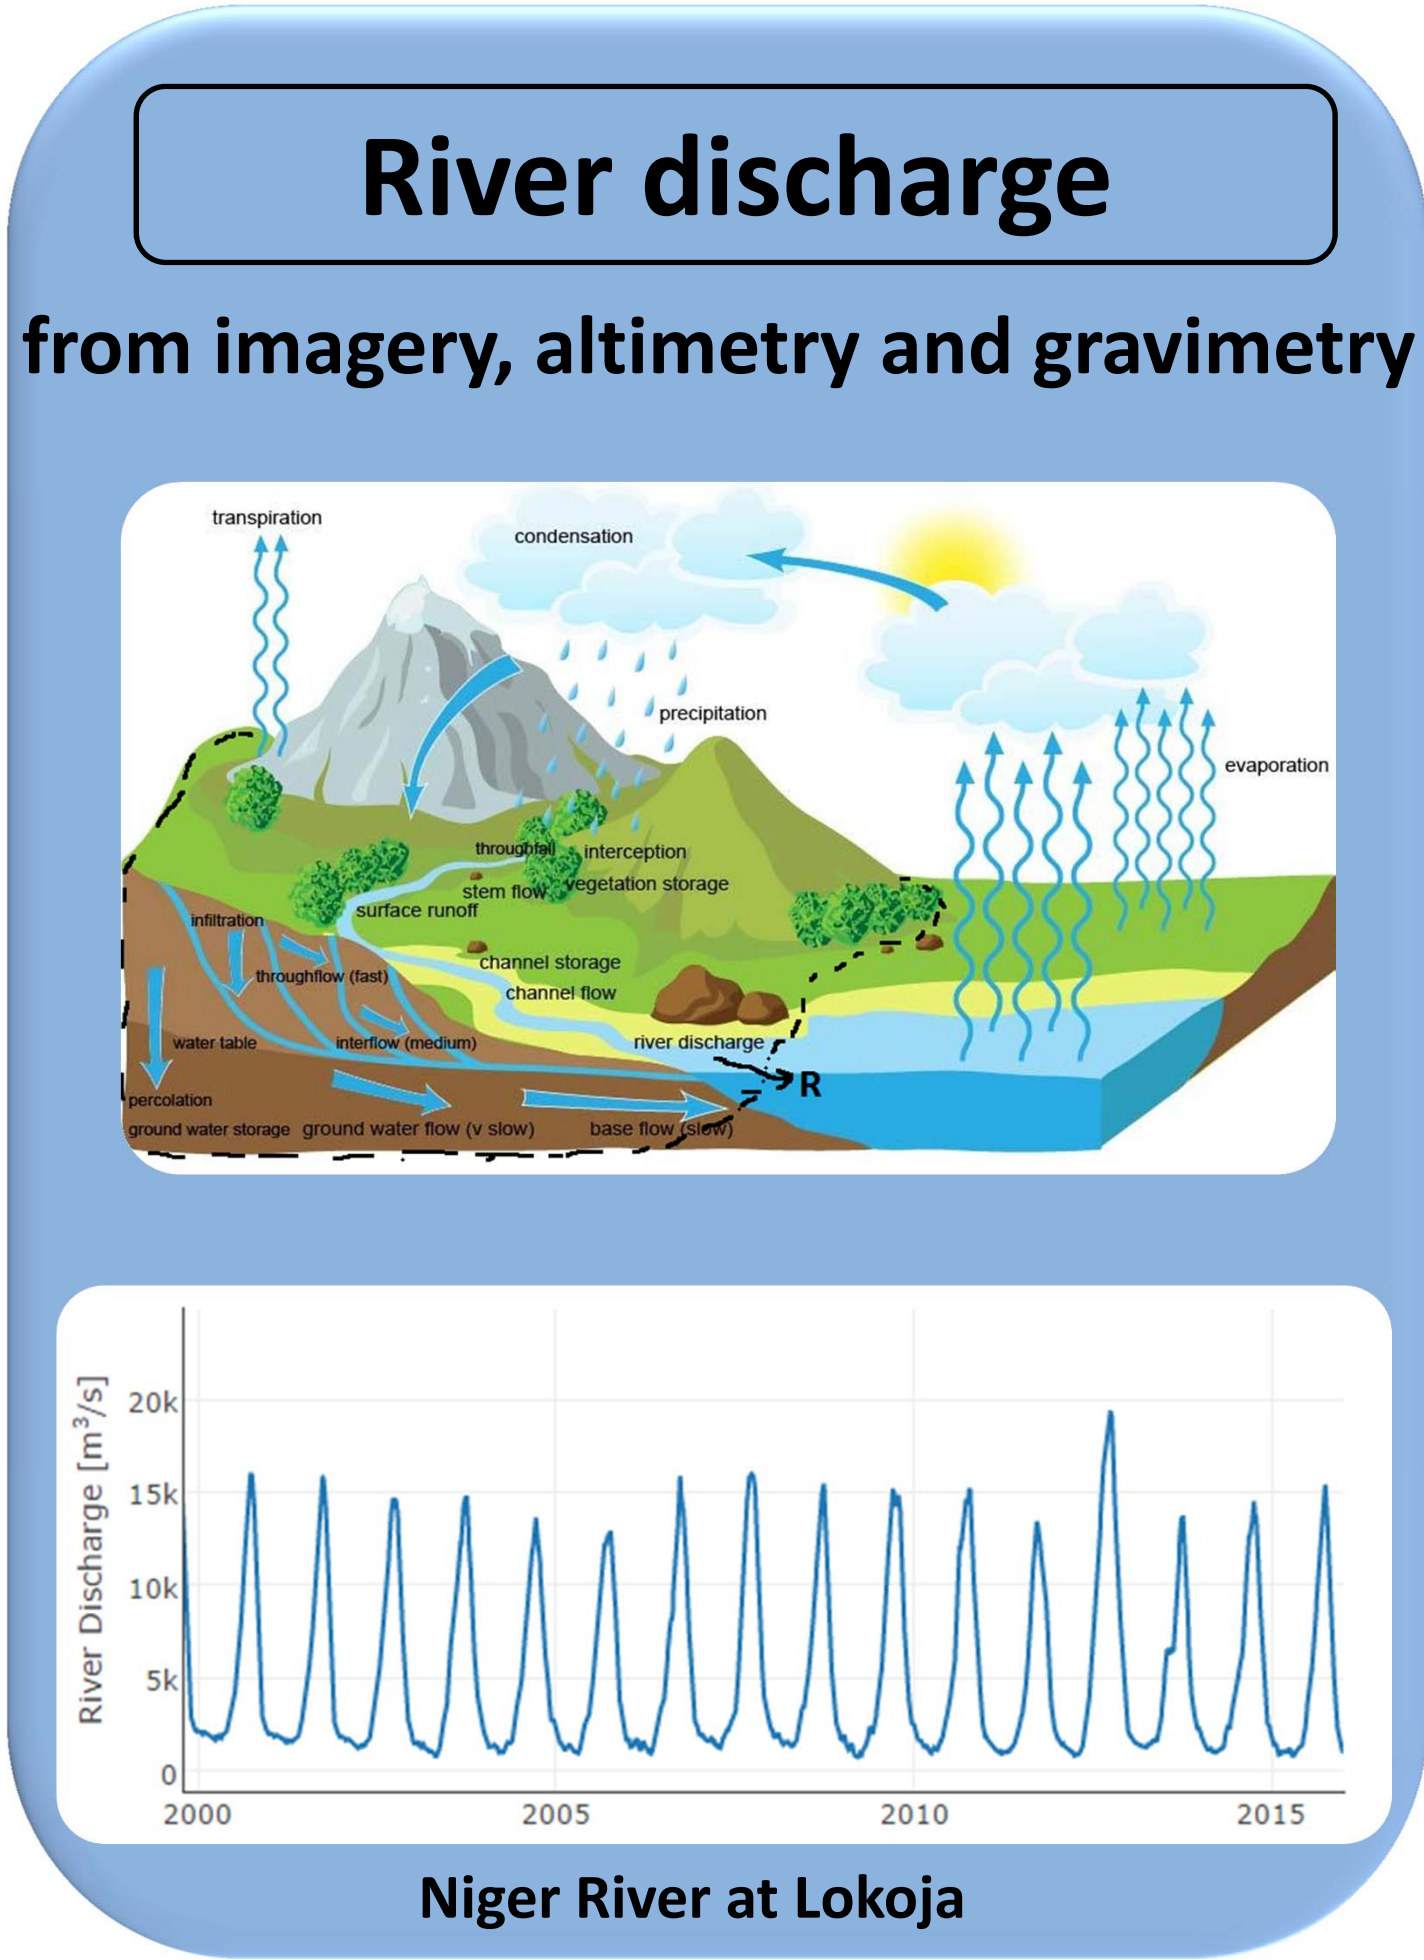 River discharge
from imagery, altimetry and gravimetry
transpiration
condensation
precipitation
evaporation
throughfall
interception
stem flow
vegetation storage
surface runoff
infiltration
channel storage
throughflow (fast)
channel flow
water table
interflow (medium)
river discharge
R
percolation
ground water storage
ground water flow (v slow)
base flow (slow)
River Discharge [m³/s]
20k
15k
10k
5k
0
2000
2005
2010
2015
Niger River at Lokoja